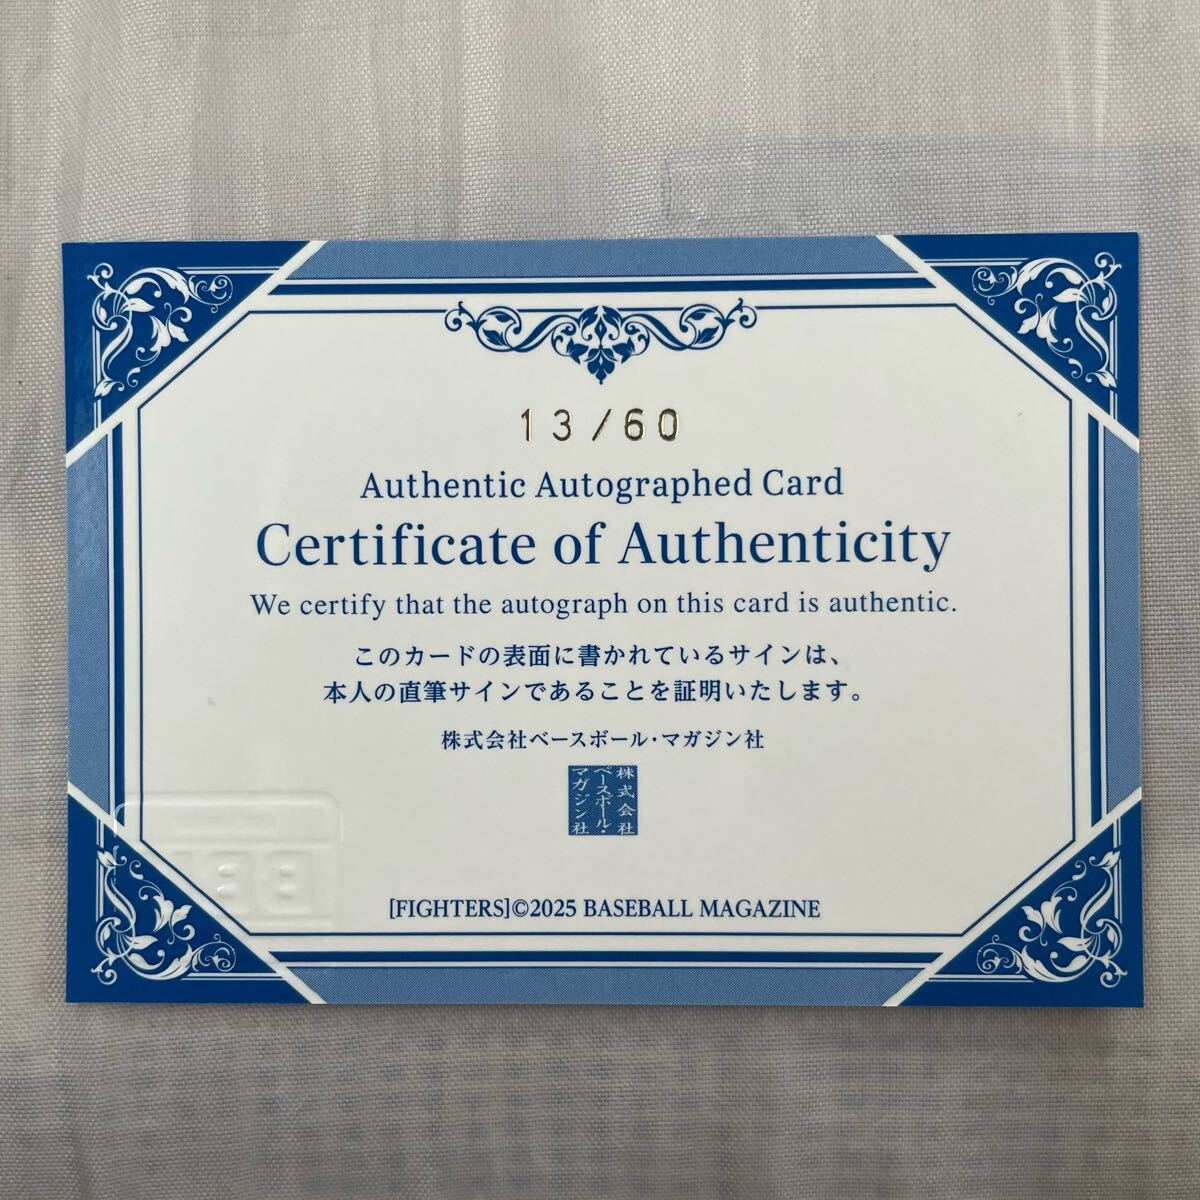 13/60
Authentic Autographed Card
Certificate of Authenticity
We certify that the autograph on this card is authentic.
このカードの表面に書かれているサインは、
本人の直筆サインであることを証明いたします。
株式会社ベースボール・マガジン社
株式会社
ベースボール・
マガジン社
BBM
[FIGHTERS]©2025 BASEBALL MAGAZINE